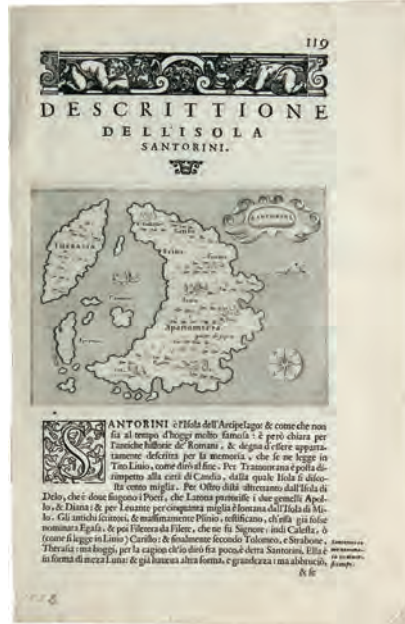 119
DESCRITTIONE
DELL'ISOLA
SANTORINI.
SANTORINI
THERASIA
SANTORINI è l'Isola dell'Arcipelago: & come che non
sia al tempo d'hoggi molto famosa: è però chiara per
l'antiche historie de' Romani, & degna d'essere apparta-
tamente descritta per la memoria, che se ne legge in
Tito Livio, come dirò al fine. Per Tramontana è posta di-
rimpetto alla città di Candia, dalla quale Isola si disco-
sta cento miglia. Per Ostro dista altrettanto dall'Isola di
Delo, che è doue fingono i Poeti, che Latona partorisse i due gemelli Apol-
lo, & Diana: & per Leuante per cinquanta miglia è lontana dall'Isola di Mi-
lo. Gli antichi scrittori, & massimamente Plinio, testificano, ch'essa già fosse
nominata Egasa, & poi Filetera da Filete, che ne fu Signore: indi Calesta, ò
(come si legge in Liuio) Caristo: & finalmente secondo Tolomeo, e Strabone,
Therasia: ma hoggi, per la cagion ch'io dirò fra poco, è detta Santorini. Ella è
in forma di meza Luna: & già haueua altra forma, e grandezza: ma abbruciò,
& se